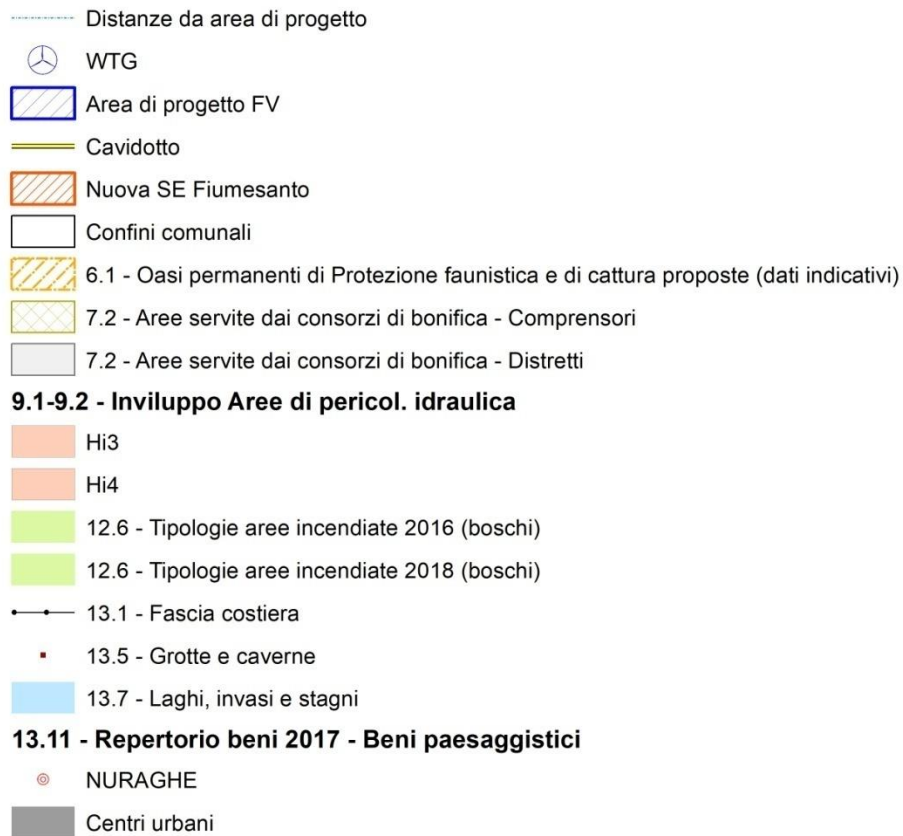 Distanze da area di progetto
WTG
Area di progetto FV
Cavidotto
Nuova SE Fiumesanto
Confini comunali
6.1 - Oasi permanenti di Protezione faunistica e di cattura proposte (dati indicativi)
7.2 - Aree servite dai consorzi di bonifica - Comprensori
7.2 - Aree servite dai consorzi di bonifica - Distretti
9.1-9.2 - Inviluppo Aree di pericol. idraulica
Hi3
Hi4
12.6 - Tipologie aree incendiate 2016 (boschi)
12.6 - Tipologie aree incendiate 2018 (boschi)
13.1 - Fascia costiera
13.5 - Grotte e caverne
13.7 - Laghi, invasi e stagni
13.11 - Repertorio beni 2017 - Beni paesaggistici
NURAGHE
Centri urbani